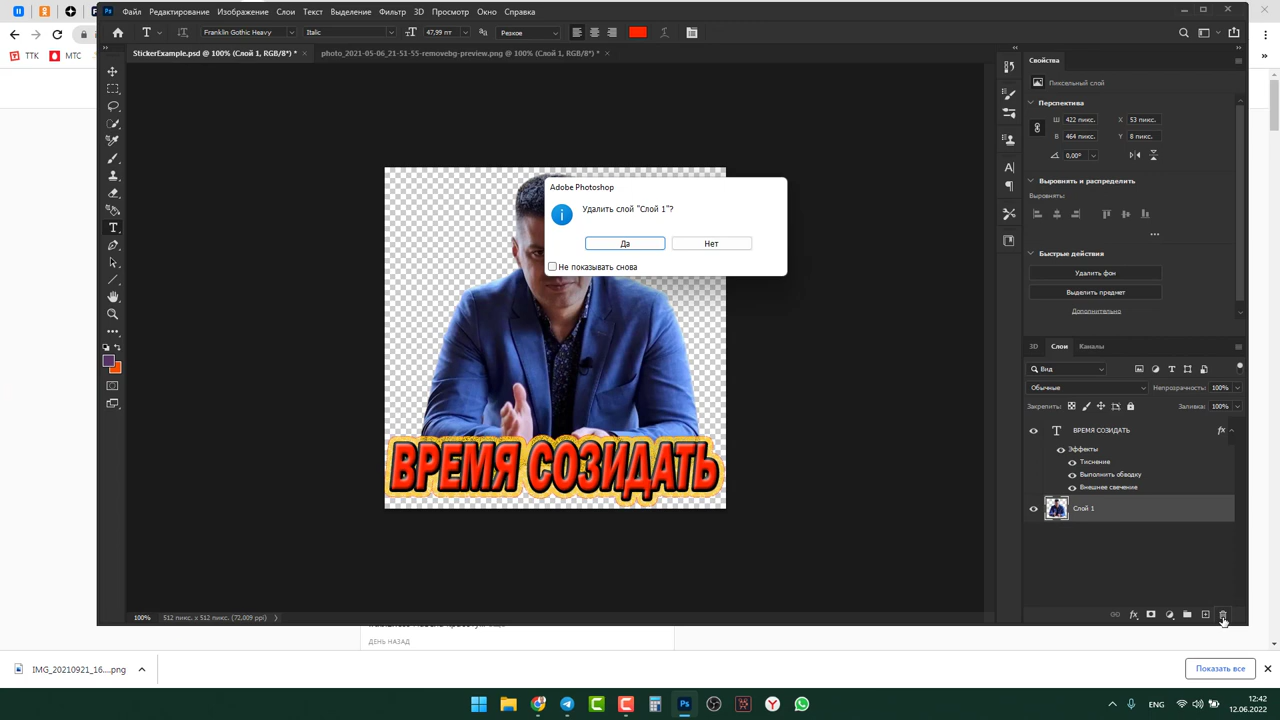 Ps Файл Редактирование Изображение Слои Текст Выделение Фильтр 3D Просмотр Окно Справка
T Franklin Gothic Heavy Italic тТ 47,99 пт аа Резкое
StickerExample.psd @ 100% (Слой 1, RGB/8*) * × photo_2021-05-06_21-51-55-removebg-preview.png @ 100% (Слой 1, RGB/8*) * ×
ТТК МТС
Свойства
Пиксельный слой
Перспектива
Ш 422 пикс. X 53 пикс.
В 464 пикс. Y 8 пикс.
0,00°
Выровнять и распределить
Выровнять:
Быстрые действия
Удалить фон
Выделить предмет
Дополнительно
Adobe Photoshop
Удалить слой "Слой 1"?
Да Нет
Не показывать снова
ВРЕМЯ СОЗИДАТЬ
3D Слои Каналы
Вид
Обычные Непрозрачность: 100%
Закрепить: Заливка: 100%
T ВРЕМЯ СОЗИДАТЬ fx
Эффекты
Тиснение
Выполнить обводку
Внешнее свечение
Слой 1
100% 512 пикс. x 512 пикс. (72,009 ppi)
ДЕНЬ НАЗАД
IMG_20210921_16....png
Показать все
ENG 12:42
12.06.2022